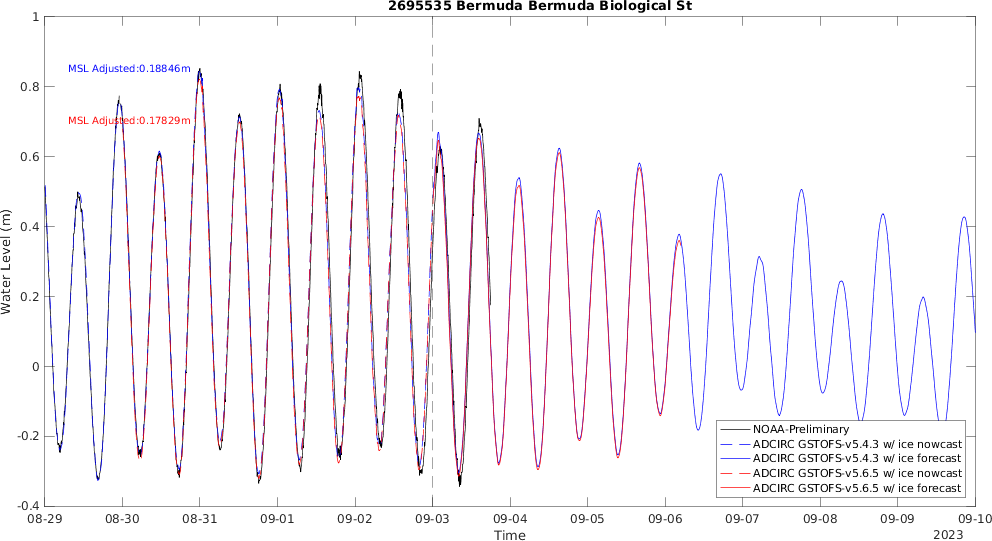 2695535 Bermuda Bermuda Biological St
1
0.8
0.6
0.4
0.2
0
-0.2
-0.4
Water Level (m)
MSL Adjusted:0.18846m
MSL Adjusted:0.17829m
NOAA-Preliminary
ADCIRC GSTOFS-v5.4.3 w/ ice nowcast
ADCIRC GSTOFS-v5.4.3 w/ ice forecast
ADCIRC GSTOFS-v5.6.5 w/ ice nowcast
ADCIRC GSTOFS-v5.6.5 w/ ice forecast
08-29 08-30 08-31 09-01 09-02 09-03 09-04 09-05 09-06 09-07 09-08 09-09 09-10
Time
2023